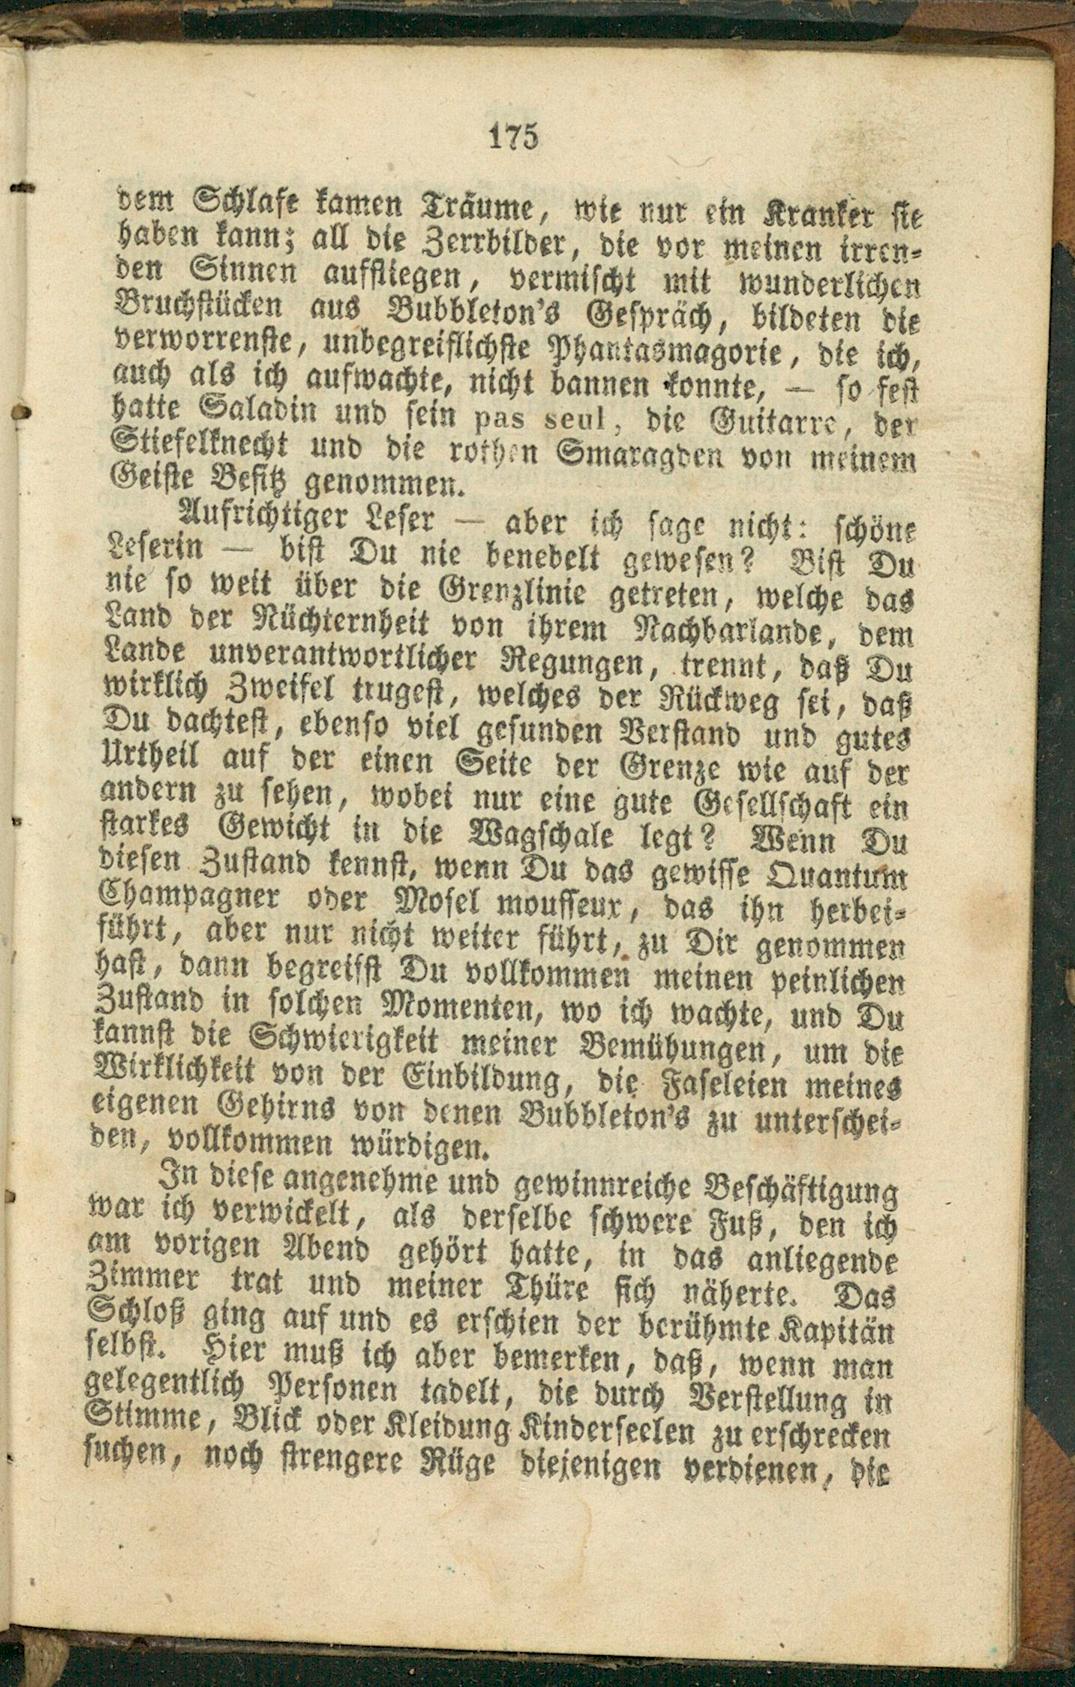 175
dem Schlafe kamen Träume, wie nur ein Kranker sie
haben kann; all die Zerrbilder, die vor meinen irren-
den Sinnen aufstiegen, vermischt mit wunderlichen
Bruchstücken aus Bubbleton's Gespräch, bildeten die
verworrenste, unbegreiflichste Phantasmagorie, die ich,
auch als ich aufwachte, nicht bannen konnte, — so fest
hatte Saladin und sein pas seul, die Guitarre, der
Stiefelknecht und die rothen Smaragden von meinem
Geiste Besitz genommen.
Aufrichtiger Leser — aber ich sage nicht: schöne
Leserin — bist Du nie benebelt gewesen? Bist Du
nie so weit über die Grenzlinie getreten, welche das
Land der Nüchternheit von ihrem Nachbarlande, dem
Lande unverantwortlicher Regungen, trennt, daß Du
wirklich Zweifel trugest, welches der Rückweg sei, daß
Du dachtest, ebenso viel gesunden Verstand und gutes
Urtheil auf der einen Seite der Grenze wie auf der
andern zu sehen, wobei nur eine gute Gesellschaft ein
starkes Gewicht in die Wagschale legt? Wenn Du
diesen Zustand kennst, wenn Du das gewisse Quantum
Champagner oder Mosel mousseux, das ihn herbei-
führt, aber nur nicht weiter führt, zu Dir genommen
hast, dann begreifst Du vollkommen meinen peinlichen
Zustand in solchen Momenten, wo ich wachte, und Du
kannst die Schwierigkeit meiner Bemühungen, um die
Wirklichkeit von der Einbildung, die Faseleien meines
eigenen Gehirns von denen Bubbleton's zu unterschei-
den, vollkommen würdigen.
In diese angenehme und gewinnreiche Beschäftigung
war ich verwickelt, als derselbe schwere Fuß, den ich
am vorigen Abend gehört hatte, in das anliegende
Zimmer trat und meiner Thüre sich näherte. Das
Schloß ging auf und es erschien der berühmte Kapitän
selbst. Hier muß ich aber bemerken, daß, wenn man
gelegentlich Personen tadelt, die durch Verstellung in
Stimme, Blick oder Kleidung Kinderseelen zu erschrecken
suchen, noch strengere Rüge diejenigen verdienen, die